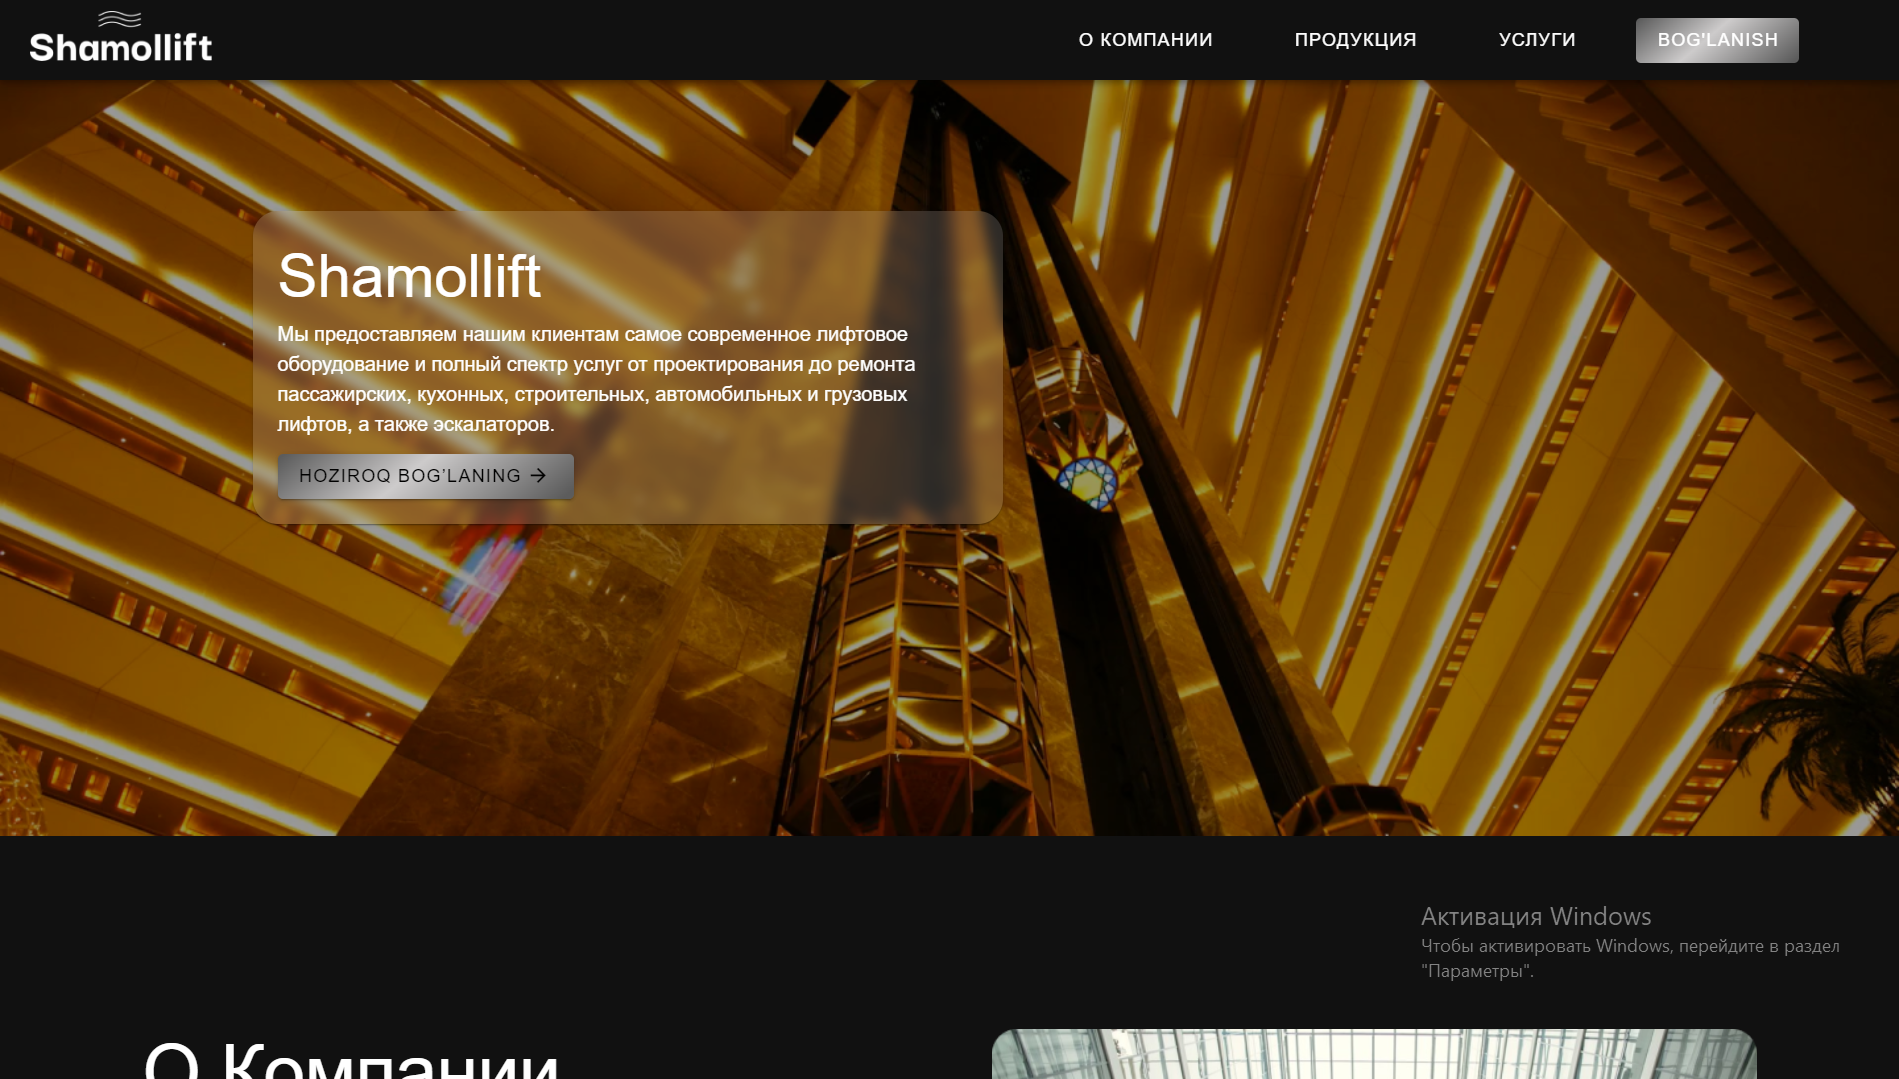 Shamollift
О КОМПАНИИ
ПРОДУКЦИЯ
УСЛУГИ
BOG'LANISH
Shamollift
Мы предоставляем нашим клиентам самое современное лифтовое
оборудование и полный спектр услуг от проектирования до ремонта
пассажирских, кухонных, строительных, автомобильных и грузовых
лифтов, а также эскалаторов.
HOZIROQ BOG’LANING →
Активация Windows
Чтобы активировать Windows, перейдите в раздел
"Параметры".
О Компании